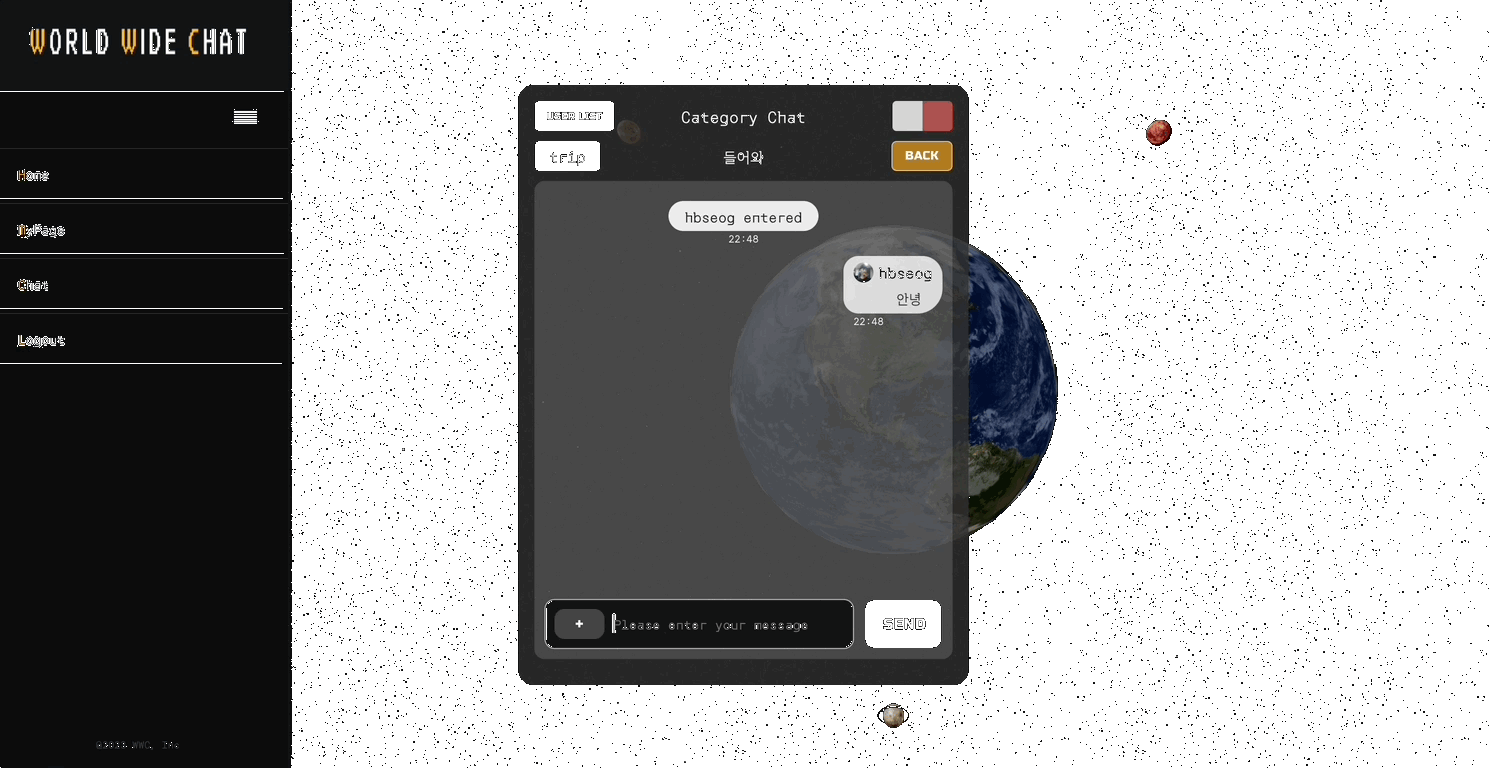 WORLD WIDE CHAT
Home
MyPage
Chat
Logout
USER LIST
Category Chat
trip
들어와
BACK
hbseog entered
22:48
hbseog
안녕
22:48
+
Please enter your message
SEND